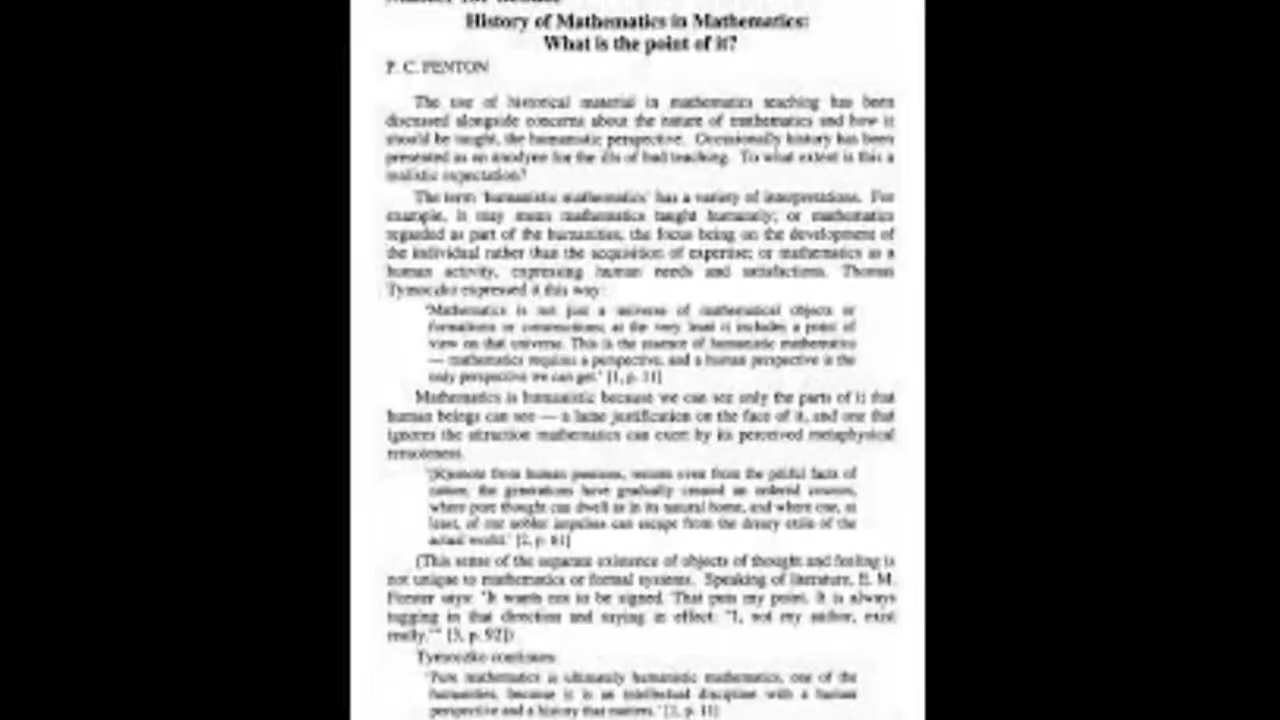 History of Mathematics in Mathematics:
What is the point of it?
P. C. FENTON
The use of historical material in mathematics teaching has been
discussed alongside concerns about the nature of mathematics and how it
should be taught, the humanistic perspective. Occasionally history has been
presented as an anodyne for the ills of bad teaching. To what extent is this a
realistic expectation?
The term 'humanistic mathematics' has a variety of interpretations. For
example, it may mean mathematics taught humanely; or mathematics
regarded as part of the humanities, the focus being on the development of
the individual rather than the acquisition of expertise; or mathematics as a
human activity, expressing human needs and satisfactions. Thomas
Tymoczko expressed it this way:
'Mathematics is not just a universe of mathematical objects or
formalisms or constructions; at the very least it includes a point of
view on that universe. This is the essence of humanistic mathematics
— mathematics requires a perspective, and a human perspective is the
only perspective we can get.' [1, p. 11]
Mathematics is humanistic because we can see only the parts of it that
human beings can see — a lame justification on the face of it, and one that
ignores the attraction mathematics can exert by its perceived metaphysical
remoteness.
'[R]emote from human passions, remote even from the pitiful facts of
nature, the generations have gradually created an ordered cosmos,
where pure thought can dwell as in its natural home, and where one, at
least, of our nobler impulses can escape from the dreary exile of the
actual world.' [2, p. 61]
(This sense of the separate existence of objects of thought and feeling is
not unique to mathematics or formal systems. Speaking of literature, E. M.
Forster says: 'It wants not to be signed. That puts my point. It is always
tugging in that direction and saying in effect: "I, not my author, exist
really."' [3, p. 92])
Tymoczko continues
'Pure mathematics is ultimately humanistic mathematics, one of the
humanities, because it is an intellectual discipline with a human
perspective and a history that matters.' [1, p. 11]